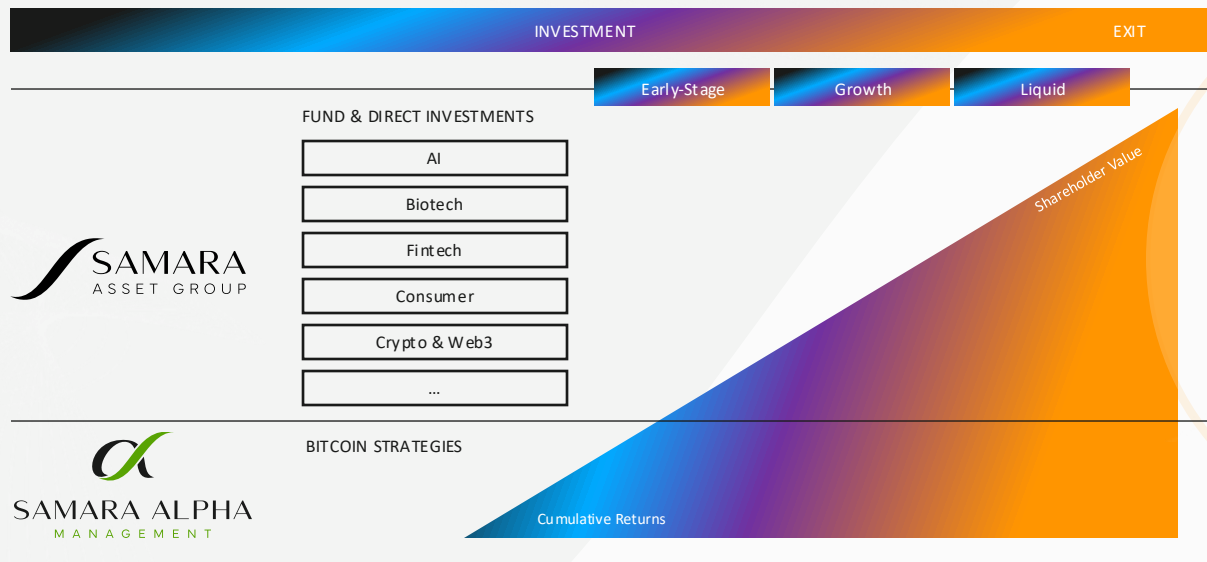 INVESTMENT
EXIT
Early-Stage
Growth
Liquid
FUND & DIRECT INVESTMENTS
AI
Biotech
Fintech
Consumer
Crypto & Web3
...
SAMARA
ASSET GROUP
Shareholder Value
BITCOIN STRATEGIES
SAMARA ALPHA
MANAGEMENT
Cumulative Returns